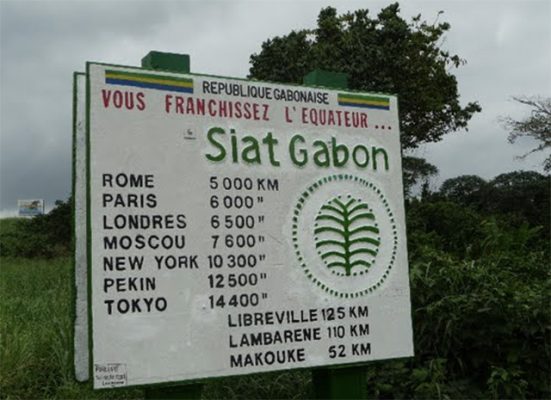 REPUBLIQUE GABONAISE
VOUS FRANCHISSEZ L'EQUATEUR...
Siat Gabon
ROME 5 000 KM
PARIS 6 000 "
LONDRES 6 500 "
MOSCOU 7 600 "
NEW YORK 10 300 "
PEKIN 12 500 "
TOKYO 14 400 "
LIBREVILLE 125 KM
LAMBARENE 110 KM
MAKOUKE 52 KM